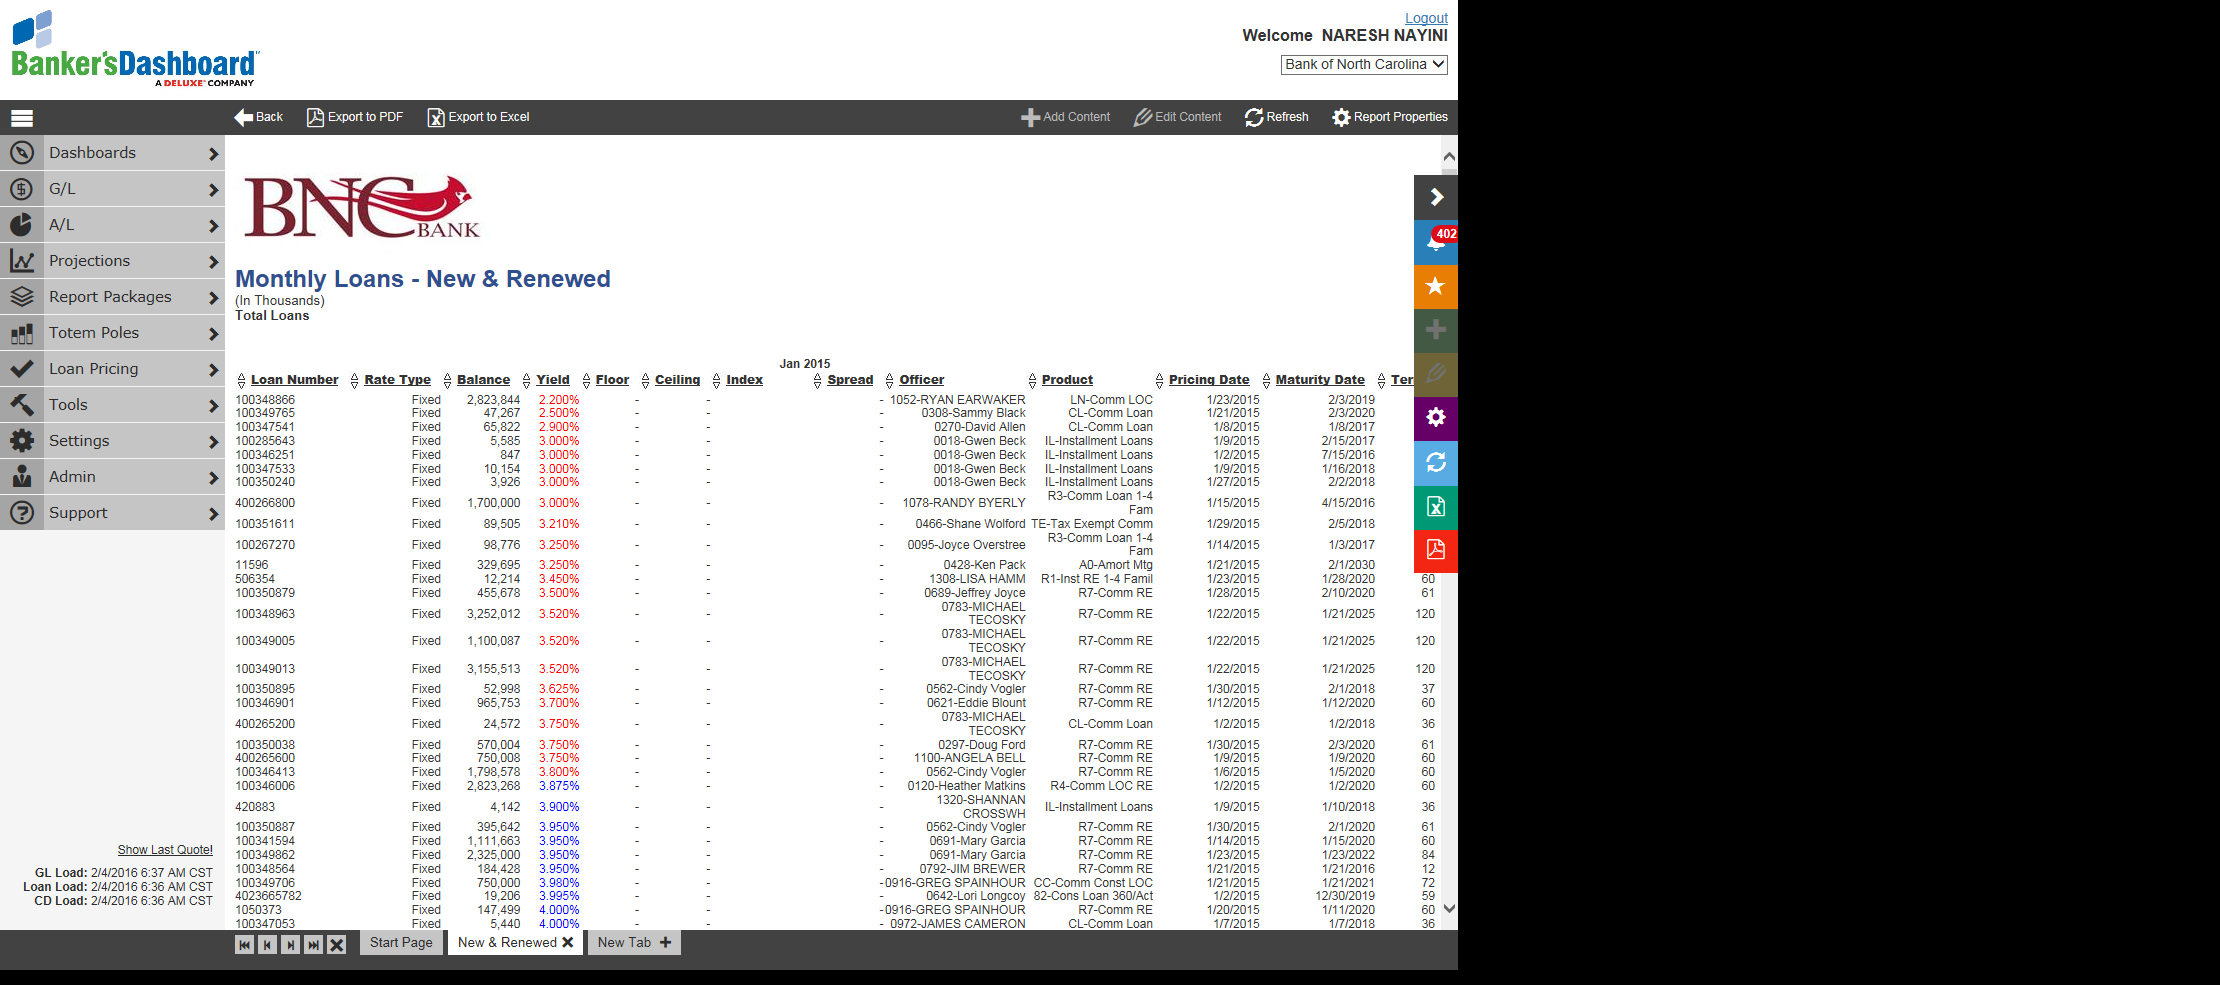 Logout
Welcome NARESH NAYINI
Banker'sDashboard
A DELUXE COMPANY
Bank of North Carolina
Back Export to PDF Export to Excel Add Content Edit Content Refresh Report Properties
Dashboards
G/L
A/L
Projections
Report Packages
Totem Poles
Loan Pricing
Tools
Settings
Admin
Support
Show Last Quote!
GL Load: 2/4/2016 6:37 AM CST
Loan Load: 2/4/2016 6:36 AM CST
CD Load: 2/4/2016 6:36 AM CST
BNC BANK
402
Monthly Loans - New & Renewed
(In Thousands)
Total Loans
Jan 2015
Loan Number Rate Type Balance Yield Floor Ceiling Index Spread Officer Product Pricing Date Maturity Date Ter
100348866 Fixed 2,823,844 2.200% - - - 1052-RYAN EARWAKER LN-Comm LOC 1/23/2015 2/3/2019
100349765 Fixed 47,267 2.500% - - - 0308-Sammy Black CL-Comm Loan 1/21/2015 2/3/2020
100347541 Fixed 65,822 2.900% - - - 0270-David Allen CL-Comm Loan 1/8/2015 1/8/2017
100285643 Fixed 5,585 3.000% - - - 0018-Gwen Beck IL-Installment Loans 1/9/2015 2/15/2017
100346251 Fixed 847 3.000% - - - 0018-Gwen Beck IL-Installment Loans 1/2/2015 7/15/2016
100347533 Fixed 10,154 3.000% - - - 0018-Gwen Beck IL-Installment Loans 1/9/2015 1/16/2018
100350240 Fixed 3,926 3.000% - - - 0018-Gwen Beck IL-Installment Loans 1/27/2015 2/2/2018
400266800 Fixed 1,700,000 3.000% - - - 1078-RANDY BYERLY R3-Comm Loan 1-4 Fam 1/15/2015 4/15/2016
100351611 Fixed 89,505 3.210% - - - 0466-Shane Wolford TE-Tax Exempt Comm 1/29/2015 2/5/2018
100267270 Fixed 98,776 3.250% - - - 0095-Joyce Overstree R3-Comm Loan 1-4 Fam 1/14/2015 1/3/2017
11596 Fixed 329,695 3.250% - - - 0428-Ken Pack A0-Amort Mtg 1/21/2015 2/1/2030
506354 Fixed 12,214 3.450% - - - 1308-LISA HAMM R1-Inst RE 1-4 Famil 1/23/2015 1/28/2020 60
100350879 Fixed 455,678 3.500% - - - 0689-Jeffrey Joyce R7-Comm RE 1/28/2015 2/10/2020 61
100348963 Fixed 3,252,012 3.520% - - - 0783-MICHAEL TECOSKY R7-Comm RE 1/22/2015 1/21/2025 120
100349005 Fixed 1,100,087 3.520% - - - 0783-MICHAEL TECOSKY R7-Comm RE 1/22/2015 1/21/2025 120
100349013 Fixed 3,155,513 3.520% - - - 0783-MICHAEL TECOSKY R7-Comm RE 1/22/2015 1/21/2025 120
100350895 Fixed 52,998 3.625% - - - 0562-Cindy Vogler R7-Comm RE 1/30/2015 2/1/2018 37
100346901 Fixed 965,753 3.700% - - - 0621-Eddie Blount R7-Comm RE 1/12/2015 1/12/2020 60
400265200 Fixed 24,572 3.750% - - - 0783-MICHAEL TECOSKY CL-Comm Loan 1/2/2015 1/2/2018 36
100350038 Fixed 570,004 3.750% - - - 0297-Doug Ford R7-Comm RE 1/30/2015 2/3/2020 61
400265600 Fixed 750,008 3.750% - - - 1100-ANGELA BELL R7-Comm RE 1/9/2015 1/9/2020 60
100346413 Fixed 1,798,578 3.800% - - - 0562-Cindy Vogler R7-Comm RE 1/6/2015 1/5/2020 60
100346006 Fixed 2,823,268 3.875% - - - 0120-Heather Matkins R4-Comm LOC RE 1/2/2015 1/2/2020 60
420883 Fixed 4,142 3.900% - - - 1320-SHANNAN CROSSWH IL-Installment Loans 1/9/2015 1/10/2018 36
100350887 Fixed 395,642 3.950% - - - 0562-Cindy Vogler R7-Comm RE 1/30/2015 2/1/2020 61
100341594 Fixed 1,111,663 3.950% - - - 0691-Mary Garcia R7-Comm RE 1/14/2015 1/15/2020 60
100349862 Fixed 2,325,000 3.950% - - - 0691-Mary Garcia R7-Comm RE 1/23/2015 1/23/2022 84
100348564 Fixed 184,428 3.950% - - - 0792-JIM BREWER R7-Comm RE 1/21/2015 1/21/2016 12
100349706 Fixed 750,000 3.980% - - - 0916-GREG SPAINHOUR CC-Comm Const LOC 1/21/2015 1/21/2021 72
4023665782 Fixed 19,206 3.995% - - - 0642-Lori Longcoy 82-Cons Loan 360/Act 1/2/2015 12/30/2019 59
1050373 Fixed 147,499 4.000% - - - 0916-GREG SPAINHOUR R7-Comm RE 1/20/2015 1/11/2020 60
100347053 Fixed 5,440 4.000% - - - 0972-JAMES CAMERON CL-Comm Loan 1/7/2015 1/7/2018 36
Start Page New & Renewed New Tab